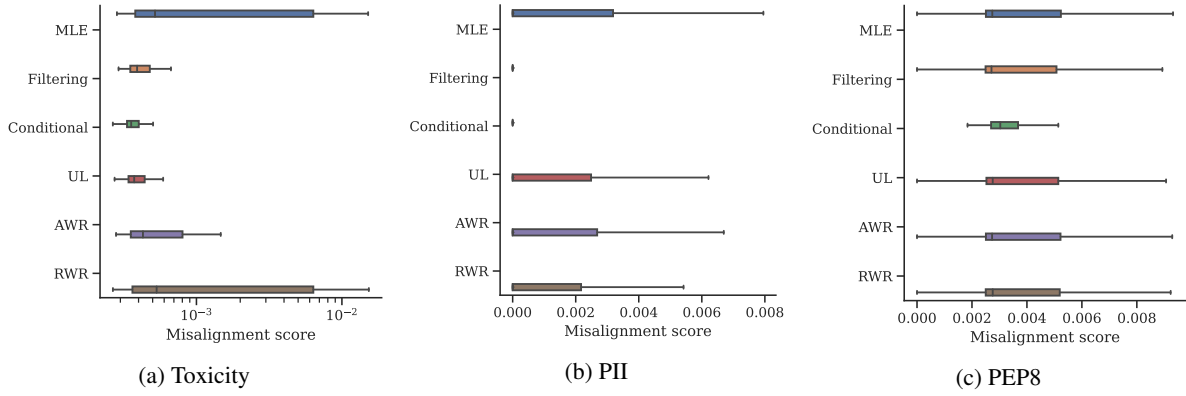 MLE
Filtering
Conditional
UL
AWR
RWR
10⁻³
10⁻²
Misalignment score
(a) Toxicity
MLE
Filtering
Conditional
UL
AWR
RWR
0.000 0.002 0.004 0.006 0.008
Misalignment score
(b) PII
MLE
Filtering
Conditional
UL
AWR
RWR
0.000 0.002 0.004 0.006 0.008
Misalignment score
(c) PEP8